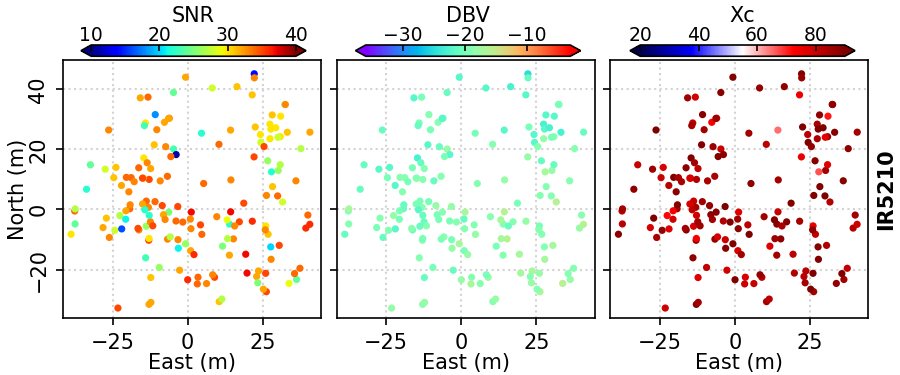 SNR DBV Xc
10 20 30 40 −30 −20 −10 20 40 60 80
40
20
0
−20
North (m)
IR5210
−25 0 25 −25 0 25 −25 0 25
East (m) East (m) East (m)